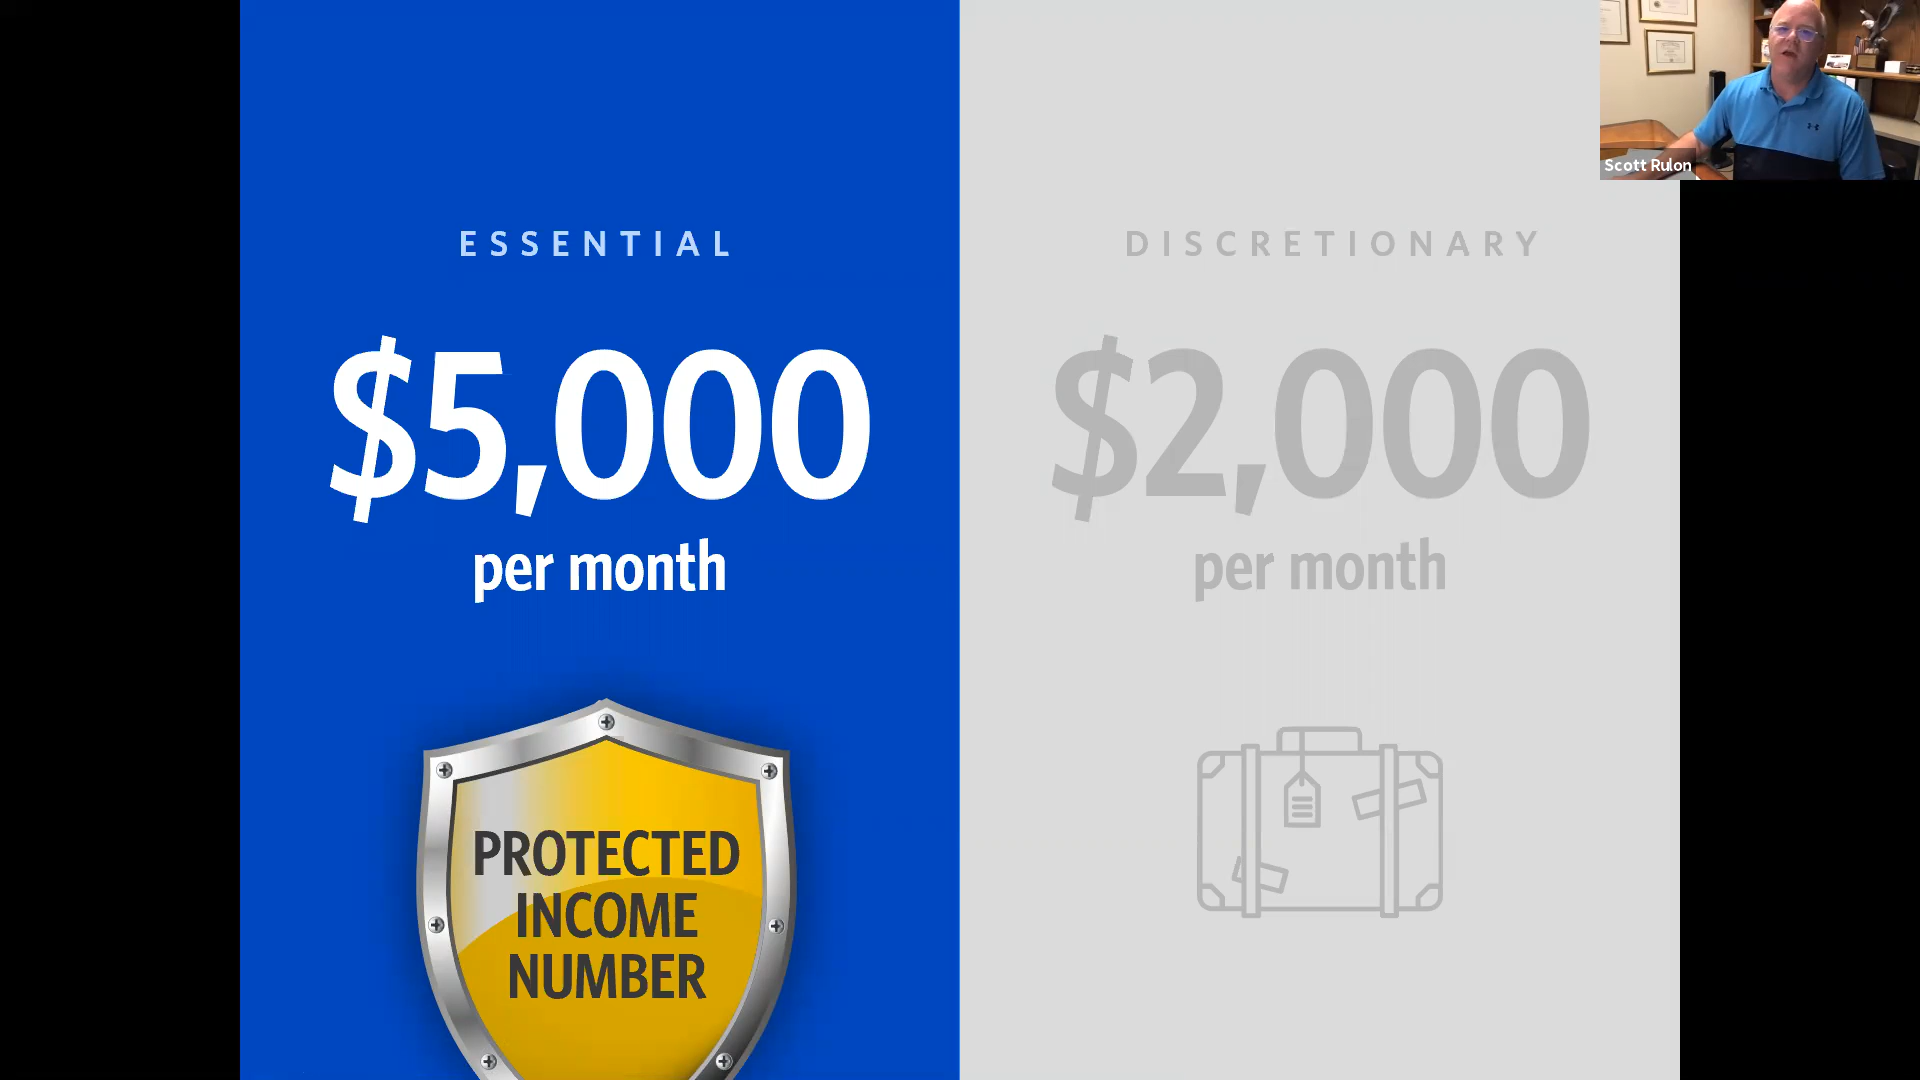 ESSENTIAL
$5,000
per month
PROTECTED
INCOME
NUMBER
DISCRETIONARY
$2,000
per month
Scott Rulon